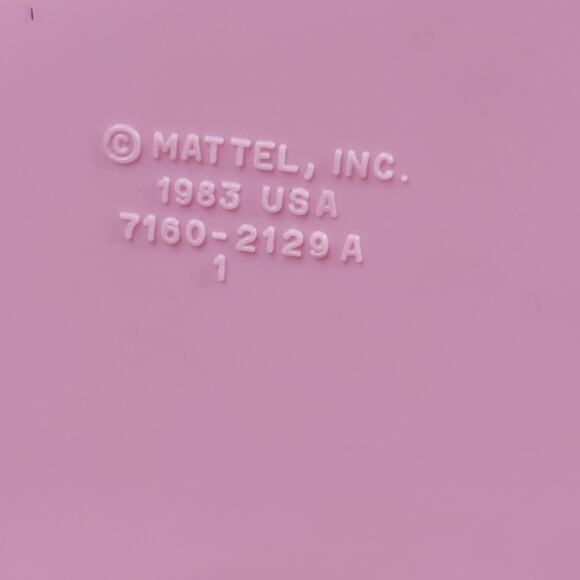 © MATTEL, INC.
1983 USA
7160-2129 A
1